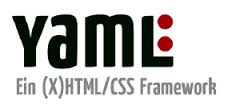 YAML
Ein (X)HTML/CSS Framework